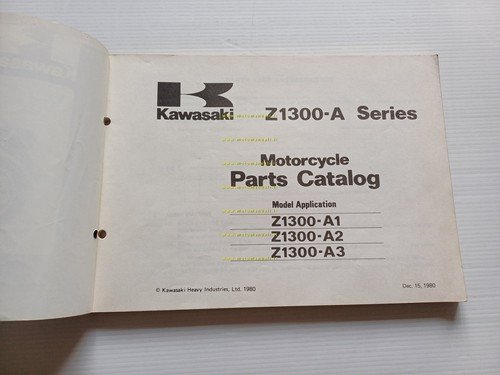 Kawasaki
Z1300-A Series
Motorcycle
Parts Catalog
Model Application
Z1300-A1
Z1300-A2
Z1300-A3
© Kawasaki Heavy Industries, Ltd. 1980
Dec. 15, 1980